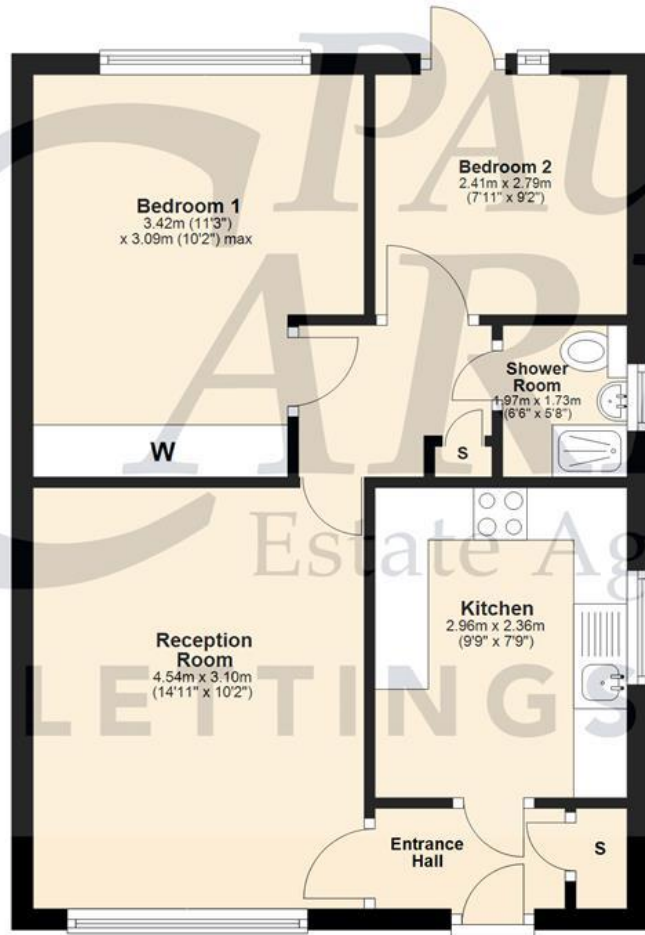 Bedroom 1
3.42m (11'3")
x 3.09m (10'2") max
Bedroom 2
2.41m x 2.79m
(7'11" x 9'2")
Shower
Room
1.97m x 1.73m
(6'6" x 5'8")
W
S
Reception
Room
4.54m x 3.10m
(14'11" x 10'2")
Kitchen
2.96m x 2.36m
(9'9" x 7'9")
Entrance
Hall
S
PAU
CAR
Estate Ag
LETTINGS